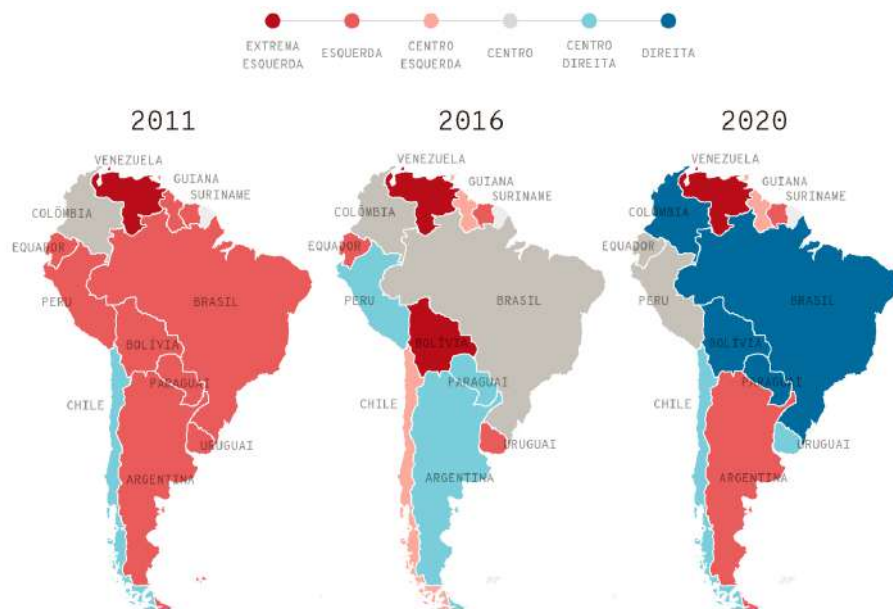 EXTREMA
ESQUERDA
ESQUERDA
CENTRO
ESQUERDA
CENTRO
CENTRO
DIREITA
DIREITA
2011
VENEZUELA
GUIANA
SURINAME
COLÔMBIA
EQUADOR
PERU
BRASIL
BOLÍVIA
PARAGUAI
CHILE
URUGUAI
ARGENTINA
2016
VENEZUELA
GUIANA
SURINAME
COLÔMBIA
EQUADOR
PERU
BRASIL
BOLÍVIA
PARAGUAI
CHILE
URUGUAI
ARGENTINA
2020
VENEZUELA
GUIANA
SURINAME
COLÔMBIA
EQUADOR
PERU
BRASIL
BOLÍVIA
PARAGUAI
CHILE
URUGUAI
ARGENTINA